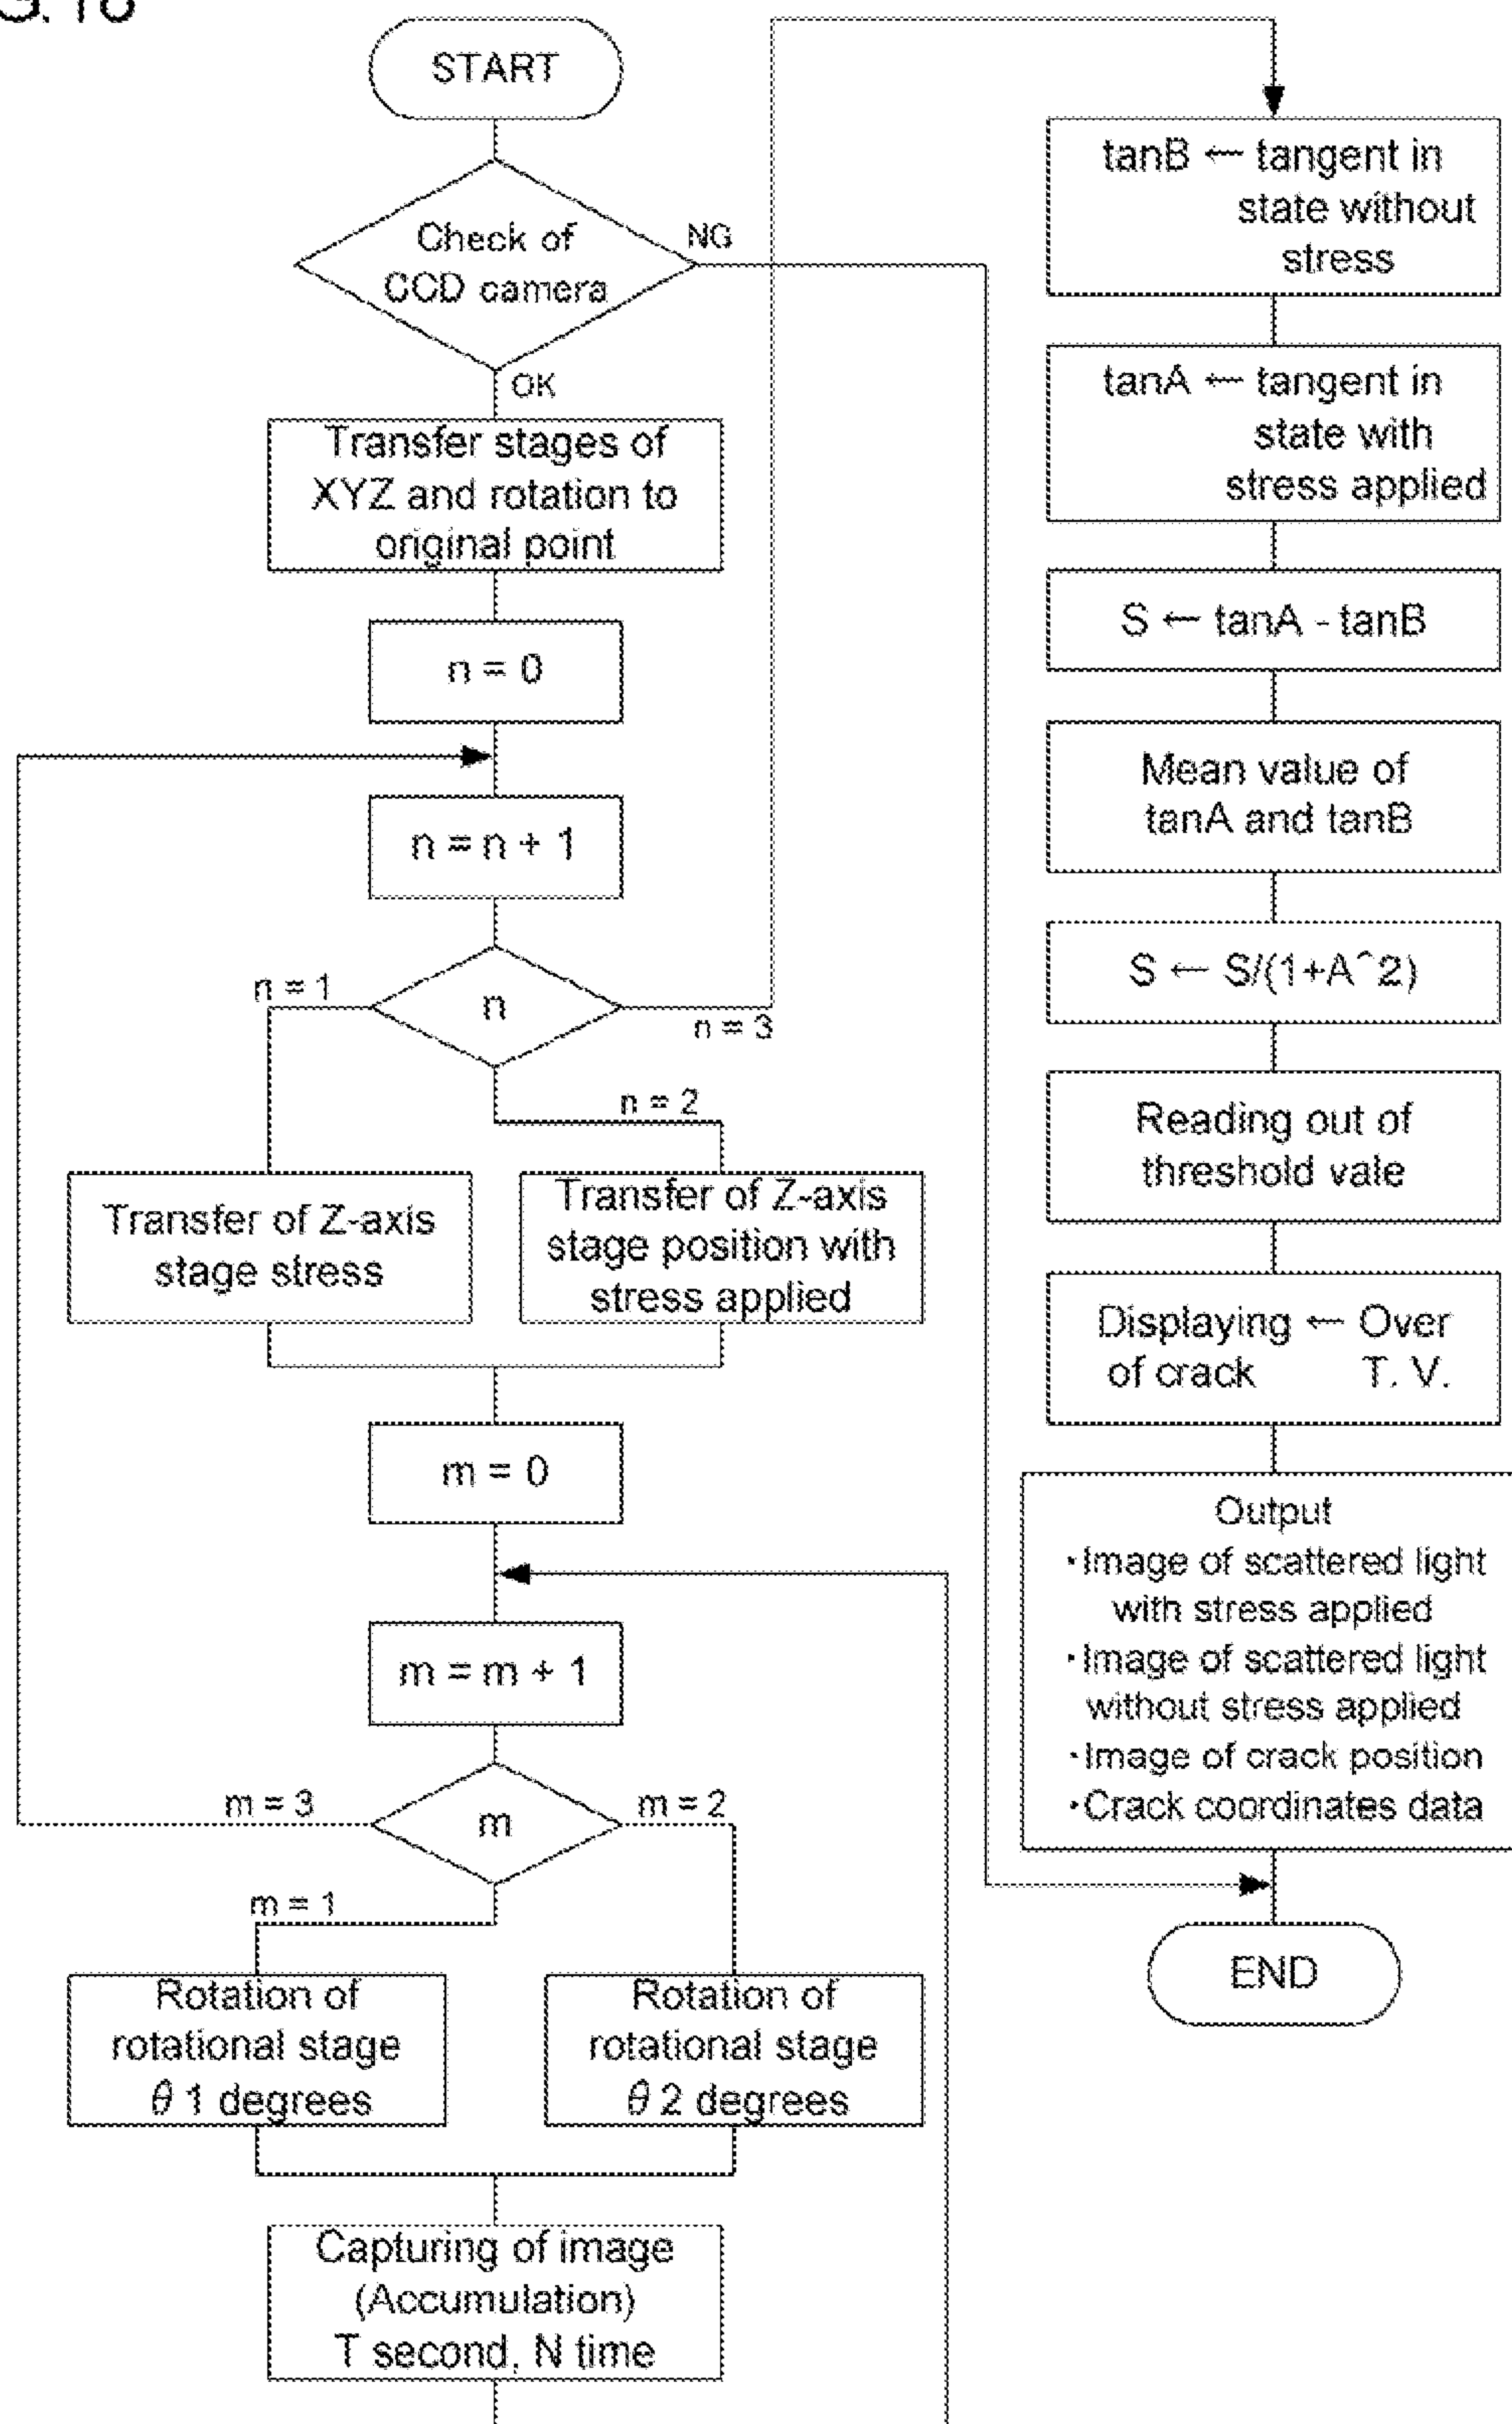 START
Check of
CCD camera
NG
OK
Transfer stages of
XYZ and rotation to
original point
n = 0
n = n + 1
n = 1
n
n = 3
n = 2
Transfer of Z-axis
stage stress
Transfer of Z-axis
stage position with
stress applied
m = 0
m = m + 1
m = 3
m
m = 2
m = 1
Rotation of
rotational stage
θ 1 degrees
Rotation of
rotational stage
θ 2 degrees
Capturing of image
(Accumulation)
T second, N time
tanB ← tangent in
state without
stress
tanA ← tangent in
state with
stress applied
S ← tanA - tanB
Mean value of
tanA and tanB
S ← S/(1+A^2)
Reading out of
threshold vale
Displaying ← Over
of crack T. V.
Output
・Image of scattered light
with stress applied
・Image of scattered light
without stress applied
・Image of crack position
・Crack coordinates data
END